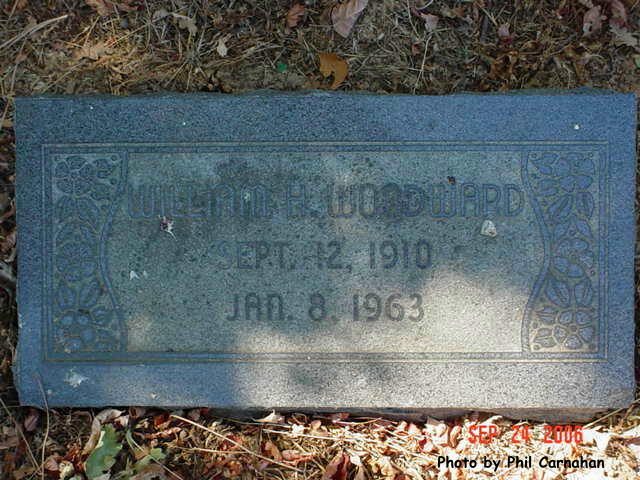 William H. Woodward
Sept. 12, 1910
Jan. 8, 1963
SEP 24 2006
Photo by Phil Carnahan